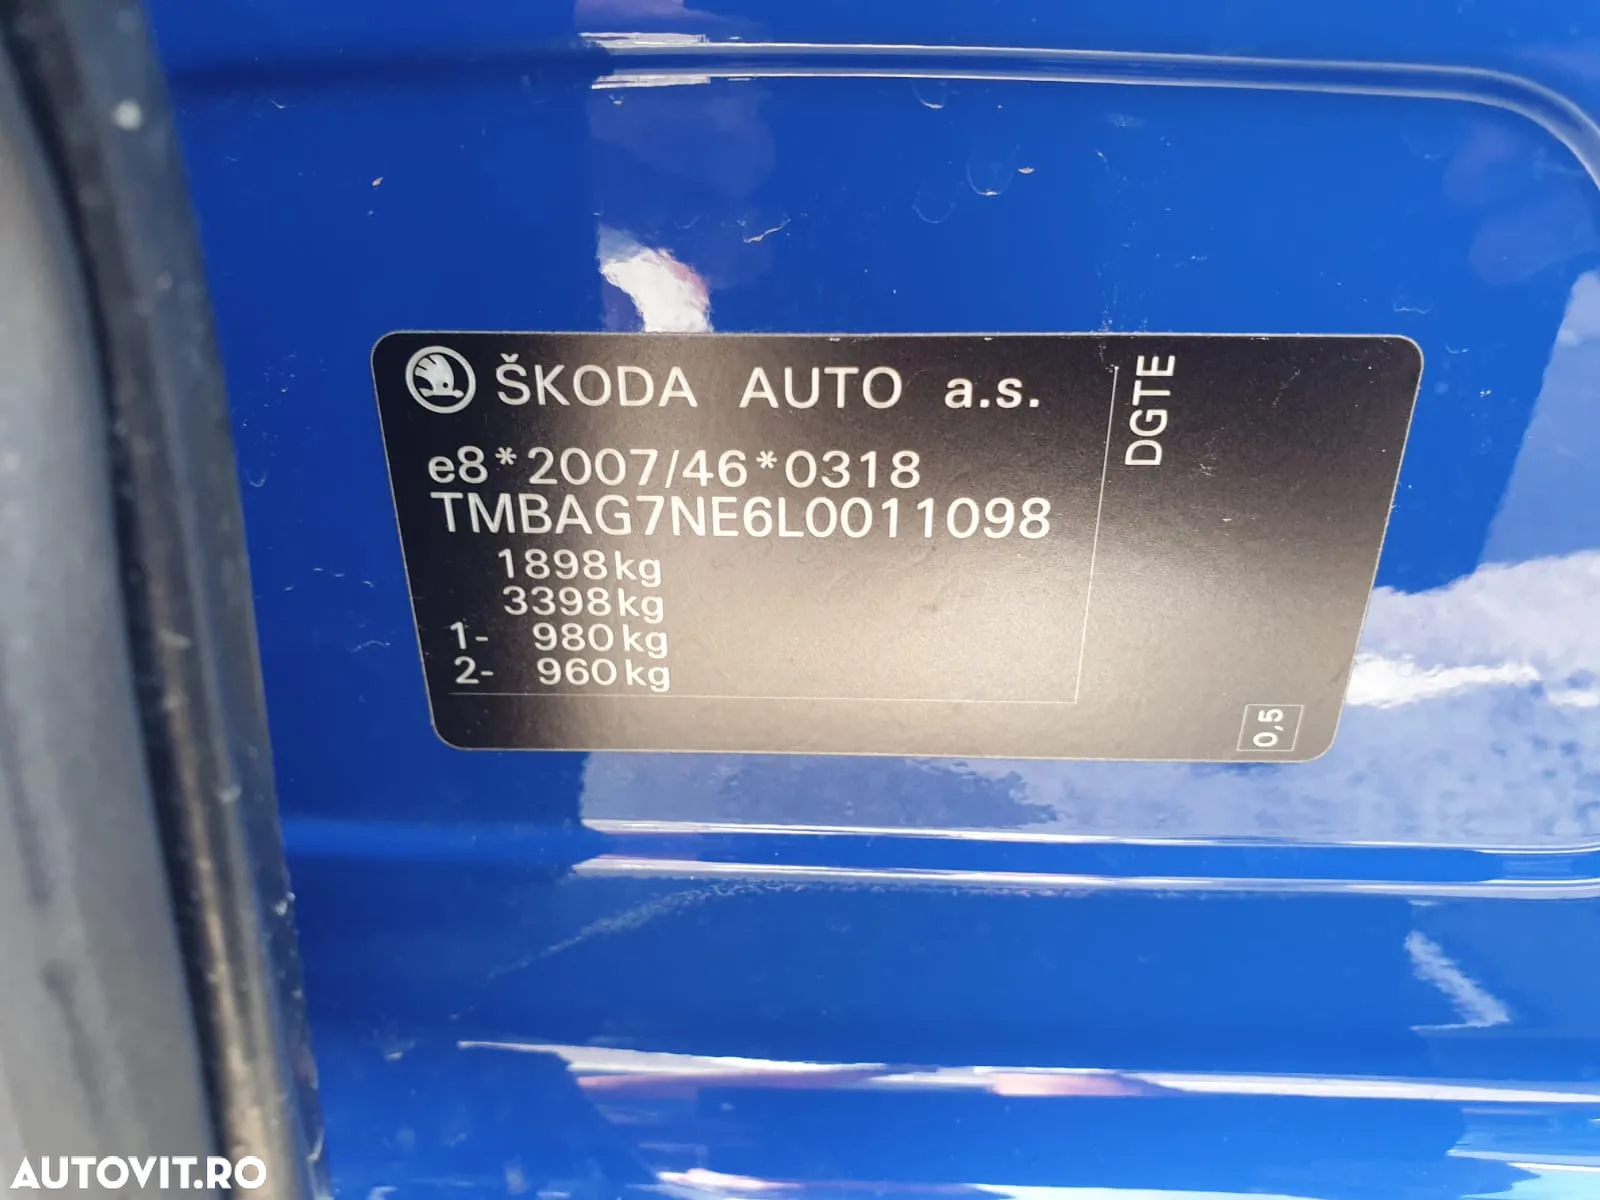 ŠKODA AUTO a.s.
e8*2007/46*0318
TMBAG7NE6L0011098
1898kg
3398kg
1- 980kg
2- 960kg
DGTE
0,5
AUTOVIT.RO